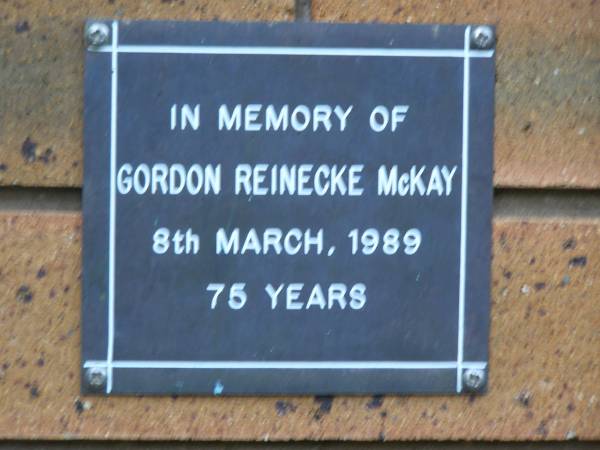 IN MEMORY OF
GORDON REINECKE McKAY
8th MARCH, 1989
75 YEARS